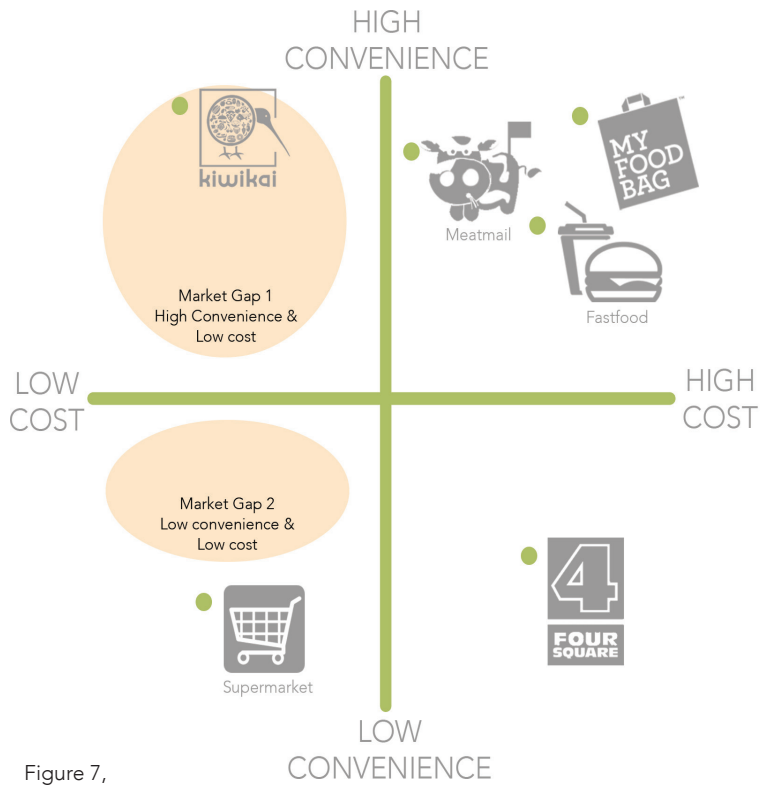 HIGH
CONVENIENCE
kiwikai
MY
FOOD
BAG
™
Meatmail
Fastfood
Market Gap 1
High Convenience &
Low cost
LOW
COST
HIGH
COST
Market Gap 2
Low convenience &
Low cost
4
FOUR
SQUARE
Supermarket
LOW
CONVENIENCE
Figure 7,